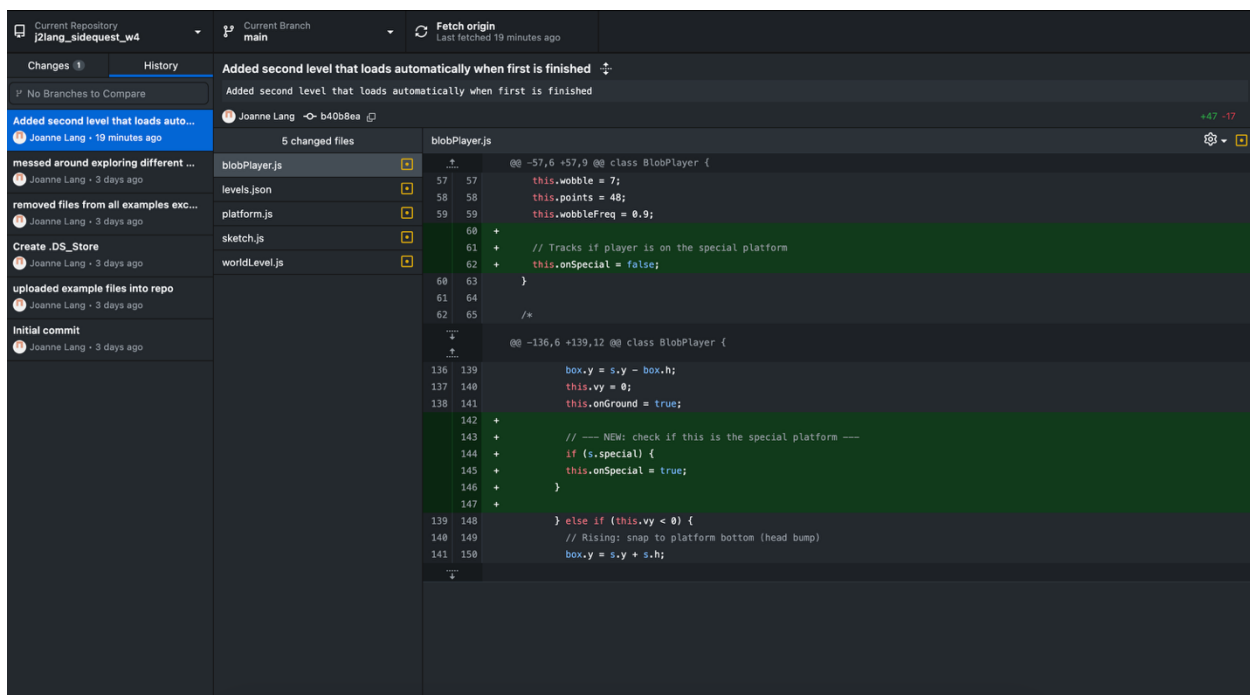 Current Repository
j2lang_sidequest_w4
Current Branch
main
Fetch origin
Last fetched 19 minutes ago
Changes 1
History
No Branches to Compare
Added second level that loads auto...
Joanne Lang • 19 minutes ago
messed around exploring different ...
Joanne Lang • 3 days ago
removed files from all examples exc...
Joanne Lang • 3 days ago
Create .DS_Store
Joanne Lang • 3 days ago
uploaded example files into repo
Joanne Lang • 3 days ago
Initial commit
Joanne Lang • 3 days ago
Added second level that loads automatically when first is finished
Added second level that loads automatically when first is finished
Joanne Lang b40b8ea
+47 -17
5 changed files
blobPlayer.js
levels.json
platform.js
sketch.js
worldLevel.js
blobPlayer.js
@@ -57,6 +57,9 @@ class BlobPlayer {
57 57 this.wobble = 7;
58 58 this.points = 48;
59 59 this.wobbleFreq = 0.9;
60 +
61 + // Tracks if player is on the special platform
62 + this.onSpecial = false;
60 63 }
61 64
62 65 /*
@@ -136,6 +139,12 @@ class BlobPlayer {
136 139 box.y = s.y - box.h;
137 140 this.vy = 0;
138 141 this.onGround = true;
142 +
143 + // --- NEW: check if this is the special platform ---
144 + if (s.special) {
145 + this.onSpecial = true;
146 + }
147 +
139 148 } else if (this.vy < 0) {
140 149 // Rising: snap to platform bottom (head bump)
141 150 box.y = s.y + s.h;